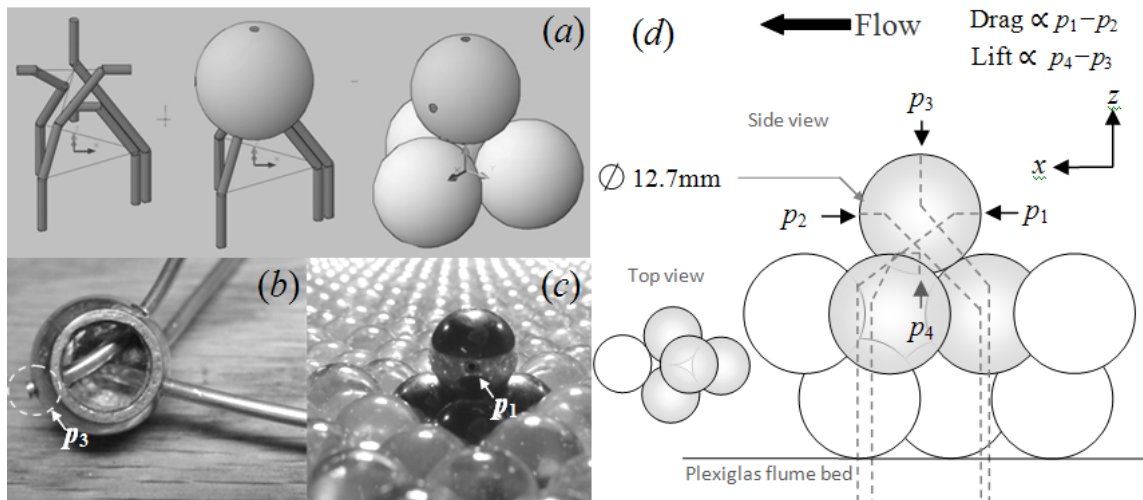 (a)
(b)
p3
(c)
p1
(d)
Flow
Drag ∝ p1−p2
Lift ∝ p4−p3
p3
z
Side view
x
Ø 12.7mm
p2
p1
Top view
p4
Plexiglas flume bed